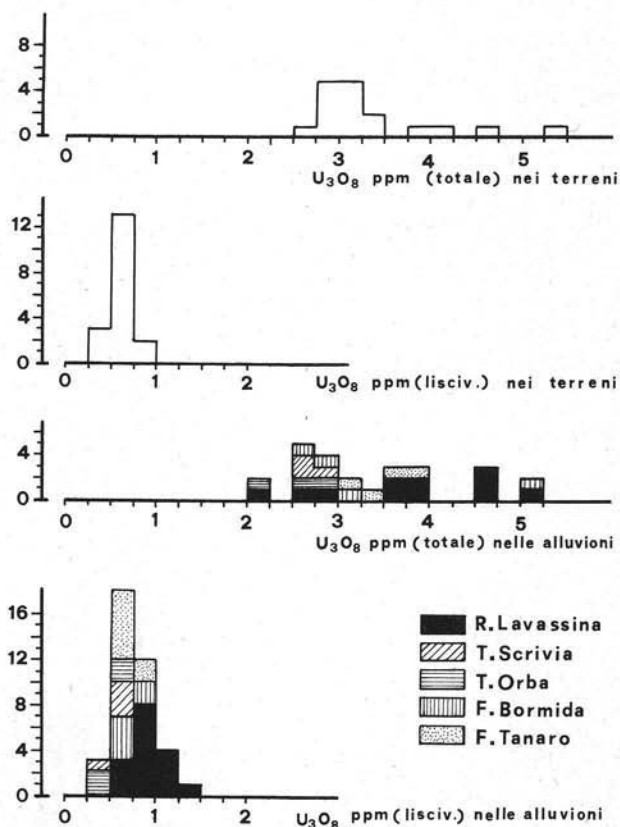 8
4
0
0 1 2 3 4 5
U3O8 ppm (totale) nei terreni
12
8
4
0
0 1 2
U3O8 ppm (lisciv.) nei terreni
4
0
0 1 2 3 4 5
U3O8 ppm (totale) nelle alluvioni
16
12
8
4
0
0 1 2
U3O8 ppm (lisciv.) nelle alluvioni
R. Lavassina
T. Scrivia
T. Orba
F. Bormida
F. Tanaro